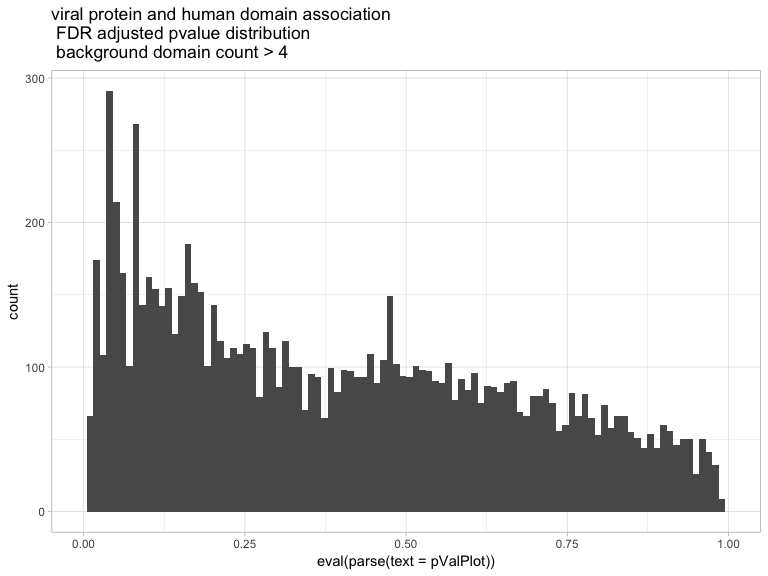 viral protein and human domain association
FDR adjusted pvalue distribution
background domain count > 4
300
200
100
0
count
0.00 0.25 0.50 0.75 1.00
eval(parse(text = pValPlot))